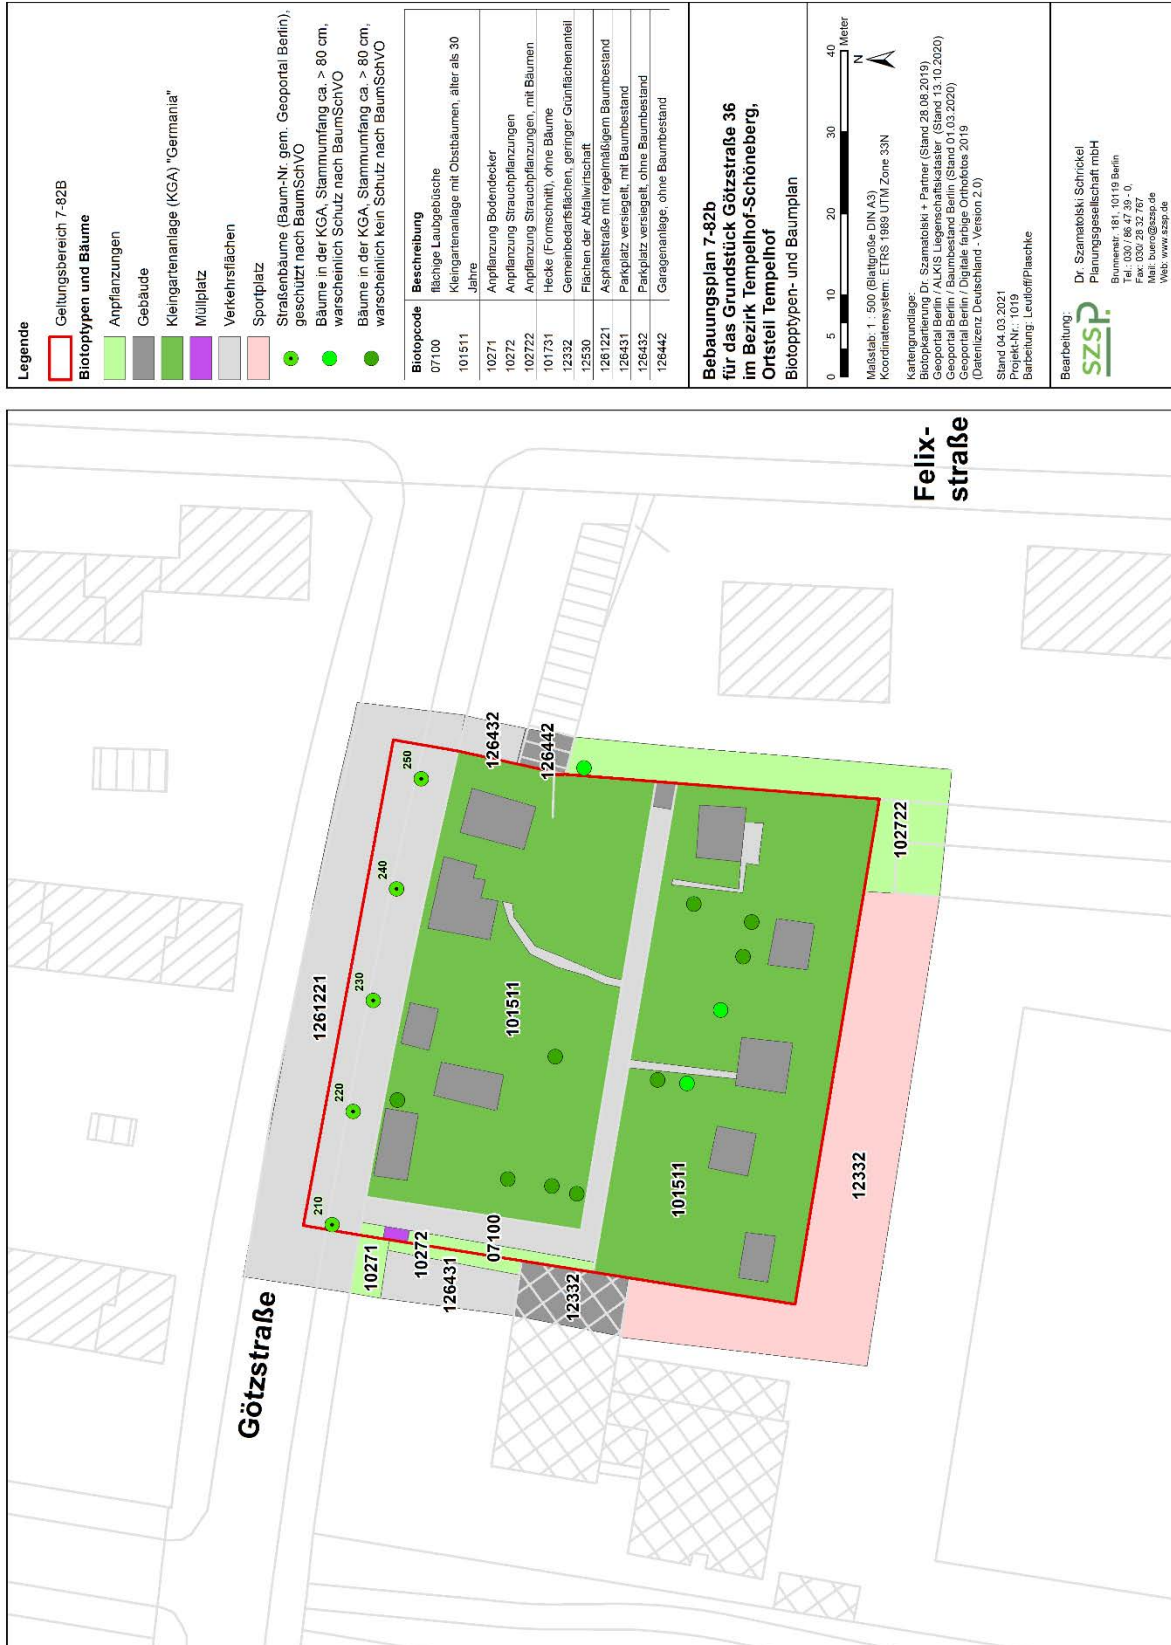 Legende
Geltungsbereich 7-82B
Biotoptypen und Bäume
Anpflanzungen
Gebäude
Kleingartenanlage (KGA) "Germania"
Müllplatz
Verkehrsflächen
Sportplatz
Straßenbäume (Baum-Nr. gem. Geoportal Berlin),
geschützt nach BaumSchVO
Bäume in der KGA, Stammumfang ca. > 80 cm,
warscheinlich Schutz nach BaumSchVO
Bäume in der KGA, Stammumfang ca. > 80 cm,
warscheinlich kein Schutz nach BaumSchVO
Biotopcode Beschreibung
07100 flächige Laubgebüsche
101511 Kleingartenanlage mit Obstbäumen, älter als 30
Jahre
10271 Anpflanzung Bodendecker
10272 Anpflanzung Strauchpflanzungen
102722 Anpflanzung Strauchpflanzungen, mit Bäumen
101731 Hecke (Formschnitt), ohne Bäume
12332 Gemeinbedarfsflächen, geringer Grünflächenanteil
12530 Flächen der Abfallwirtschaft
1261221 Asphaltstraße mit regelmäßigem Baumbestand
126431 Parkplatz versiegelt, mit Baumbestand
126432 Parkplatz versiegelt, ohne Baumbestand
126442 Garagenanlage, ohne Baumbestand
Bebauungsplan 7-82b
für das Grundstück Götzstraße 36
im Bezirk Tempelhof-Schöneberg,
Ortsteil Tempelhof
Biotopptypen- und Baumplan
0 5 10 20 30 40
Meter
N
Maßstab: 1 : 500 (Blattgröße DIN A3)
Koordinatensystem: ETRS 1989 UTM Zone 33N
Kartengrundlage:
Biotopkartierung Dr. Szamatolski + Partner (Stand 28.08.2019)
Geoportal Berlin / ALKIS Liegenschaftskataster (Stand 13.10.2020)
Geoportal Berlin / Baumbestand Berlin (Stand 01.03.2020)
Geoportal Berlin / Digitale farbige Orthofotos 2019
(Datenlizenz Deutschland - Version 2.0)
Stand 04.03.2021
Projekt-Nr.: 1019
Barbeitung: Leutloff/Plaschke
Bearbeitung:
szsp.
Dr. Szamatolski Schrickel
Planungsgesellschaft mbH
Brunnenstr. 181, 10119 Berlin
Tel.: 030 / 86 47 39 - 0,
Fax: 030/ 28 32 767
Mail: buero@szsp.de
Web: www.szsp.de
Götzstraße
Felix-
straße
1261221
210
220
230
240
250
126432
126442
10271
10272
126431
07100
12332
101511
101511
12332
102722